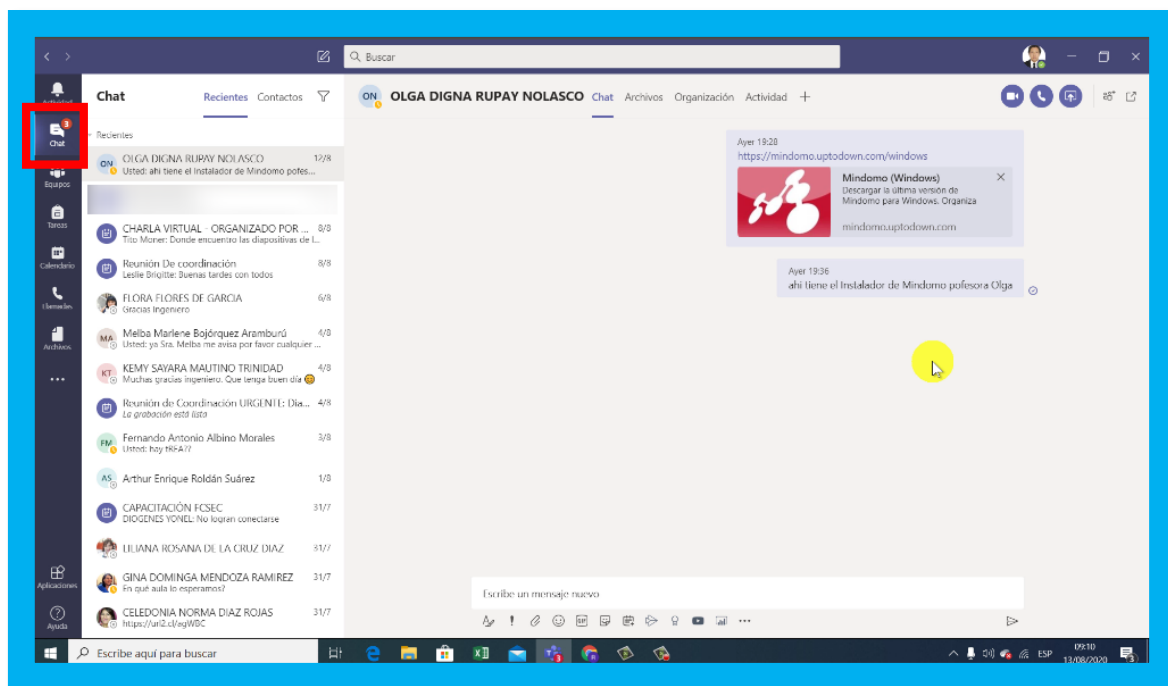 Buscar
Actividad
Chat
Recientes Contactos
ON OLGA DIGNA RUPAY NOLASCO Chat Archivos Organización Actividad
3
Chat
Equipos
Tareas
Calendario
Llamadas
Archivos
Aplicaciones
Ayuda
Recientes
ON OLGA DIGNA RUPAY NOLASCO 12/8
Usted: ahi tiene el Instalador de Mindomo pofes...
CHARLA VIRTUAL - ORGANIZADO POR ... 8/8
Tito Moner: Donde encuentro las diapositivas de l...
Reunión De coordinación 8/8
Leslie Brigitte: Buenas tardes con todos
FLORA FLORES DE GARCIA 6/8
Gracias Ingeniero
MA Melba Marlene Bojórquez Aramburú 4/8
Usted: ya Sra. Melba me avisa por favor cualquier ...
KT KEMY SAYARA MAUTINO TRINIDAD 4/8
Muchas gracias ingeniero. Que tenga buen día
Reunión de Coordinación URGENTE: Dia... 4/8
La grabación está lista
FM Fernando Antonio Albino Morales 3/8
Usted: hay tREA??
AS Arthur Enrique Roldán Suárez 1/8
CAPACITACIÓN FCSEC 31/7
DIOGENES YONEL: No logran conectarse
LILIANA ROSANA DE LA CRUZ DIAZ 31/7
GINA DOMINGA MENDOZA RAMIREZ 31/7
En qué aula lo esperamos?
CELEDONIA NORMA DIAZ ROJAS 31/7
https://uri2.cl/agWBC
Ayer 19:28
https://mindomo.uptodown.com/windows
Mindomo (Windows)
Descargar la última versión de
Mindomo para Windows. Organiza
mindomo.uptodown.com
Ayer 19:36
ahi tiene el Instalador de Mindomo pofesora Olga
Escribe un mensaje nuevo
GIF
Escribe aquí para buscar
ESP
09:10
13/08/2020
3